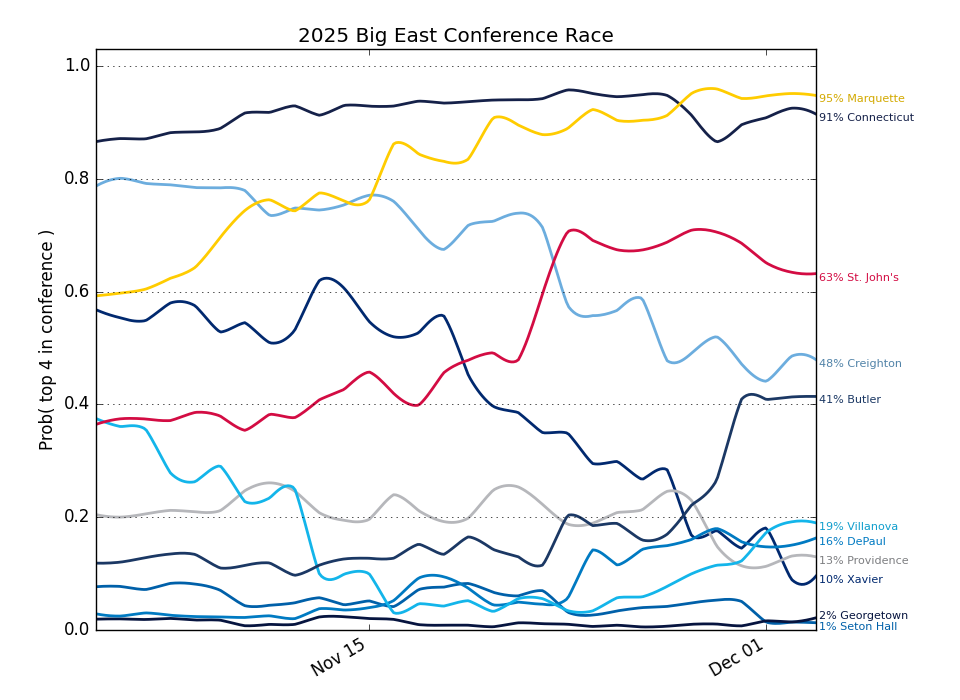 2025 Big East Conference Race
1.0
0.8
0.6
0.4
0.2
0.0
Prob( top 4 in conference )
Nov 15
Dec 01
95% Marquette
91% Connecticut
63% St. John's
48% Creighton
41% Butler
19% Villanova
16% DePaul
13% Providence
10% Xavier
2% Georgetown
1% Seton Hall